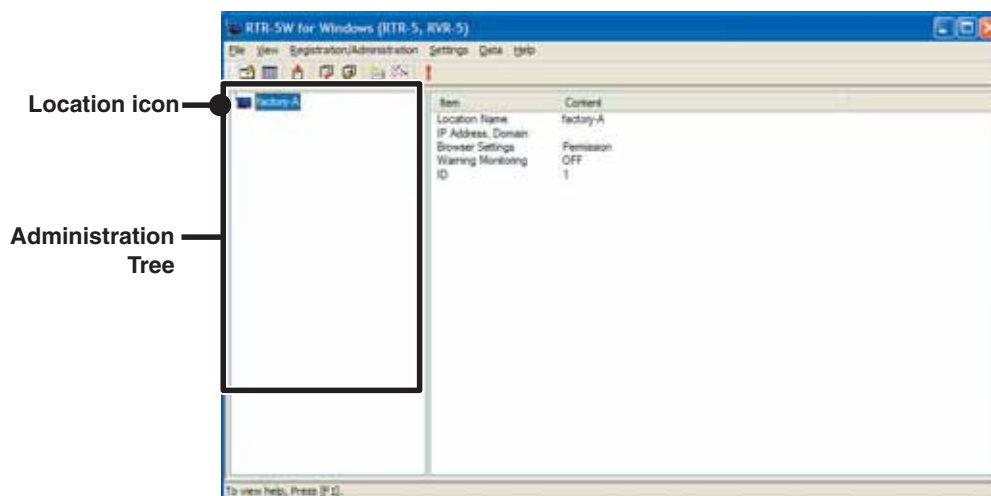 RTR-5W for Windows (RTR-5, RVR-5)
File View Registration/Administration Settings Data Help
Location icon
factory-A
Item Content
Location Name factory-A
IP Address, Domain
Browser Settings Permission
Warning Monitoring OFF
ID 1
Administration
Tree
To view help, Press [F1].